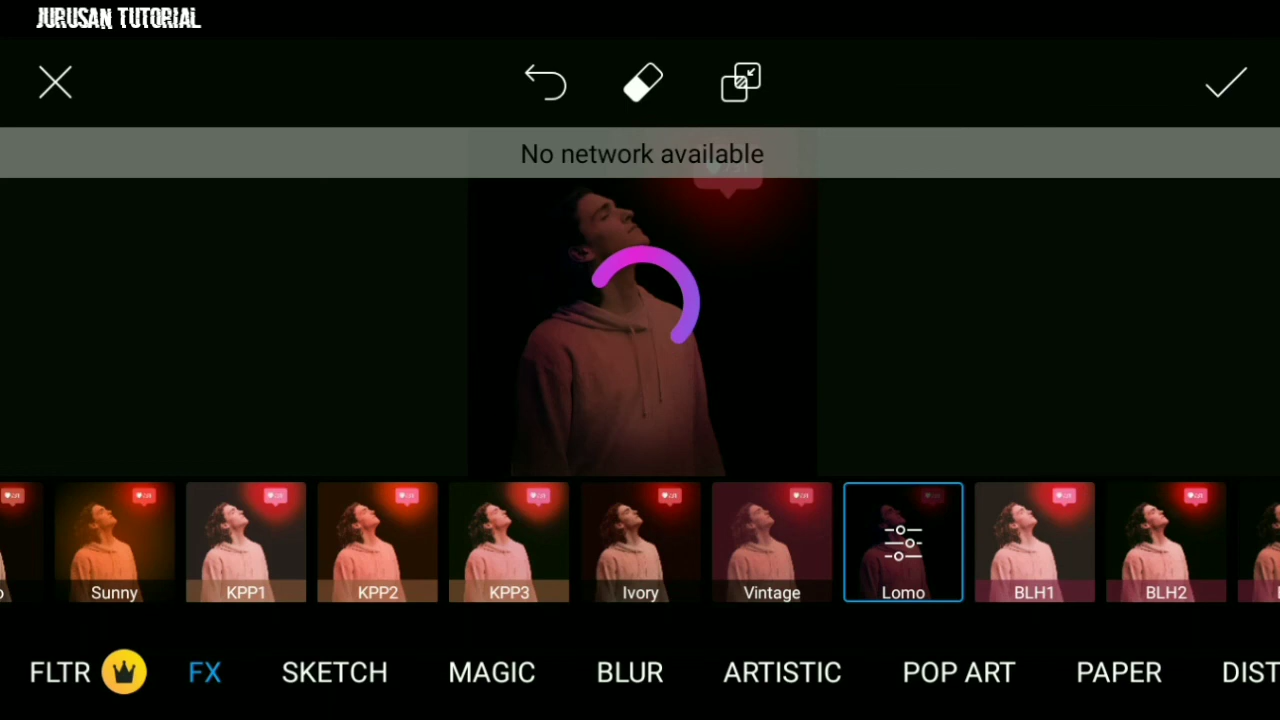 JURUSAN TUTORIAL
No network available
Sunny
KPP1
KPP2
KPP3
Ivory
Vintage
Lomo
BLH1
BLH2
FLTR
FX
SKETCH
MAGIC
BLUR
ARTISTIC
POP ART
PAPER
DIST